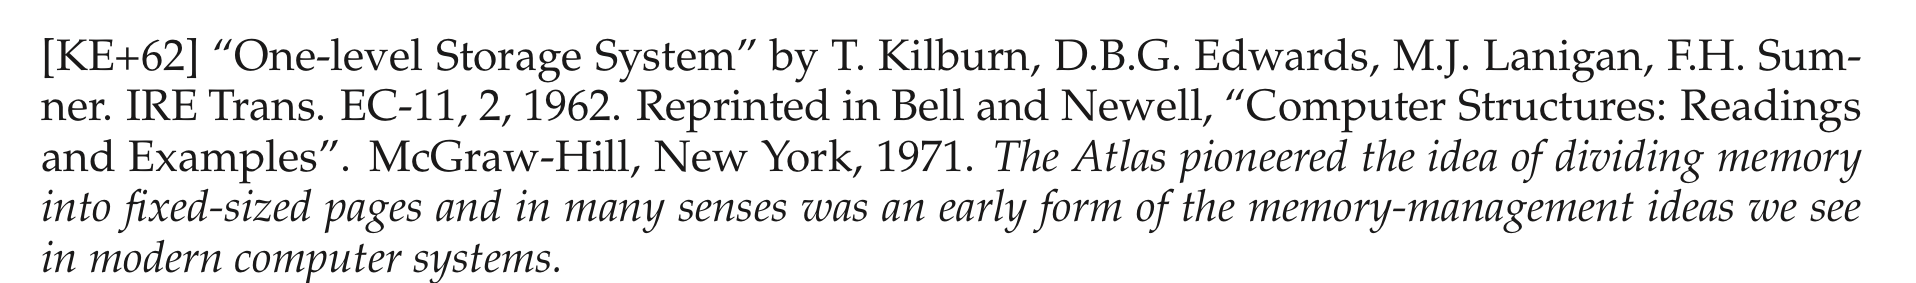 [KE+62] “One-level Storage System” by T. Kilburn, D.B.G. Edwards, M.J. Lanigan, F.H. Sum-
ner. IRE Trans. EC-11, 2, 1962. Reprinted in Bell and Newell, “Computer Structures: Readings
and Examples”. McGraw-Hill, New York, 1971. The Atlas pioneered the idea of dividing memory
into fixed-sized pages and in many senses was an early form of the memory-management ideas we see
in modern computer systems.